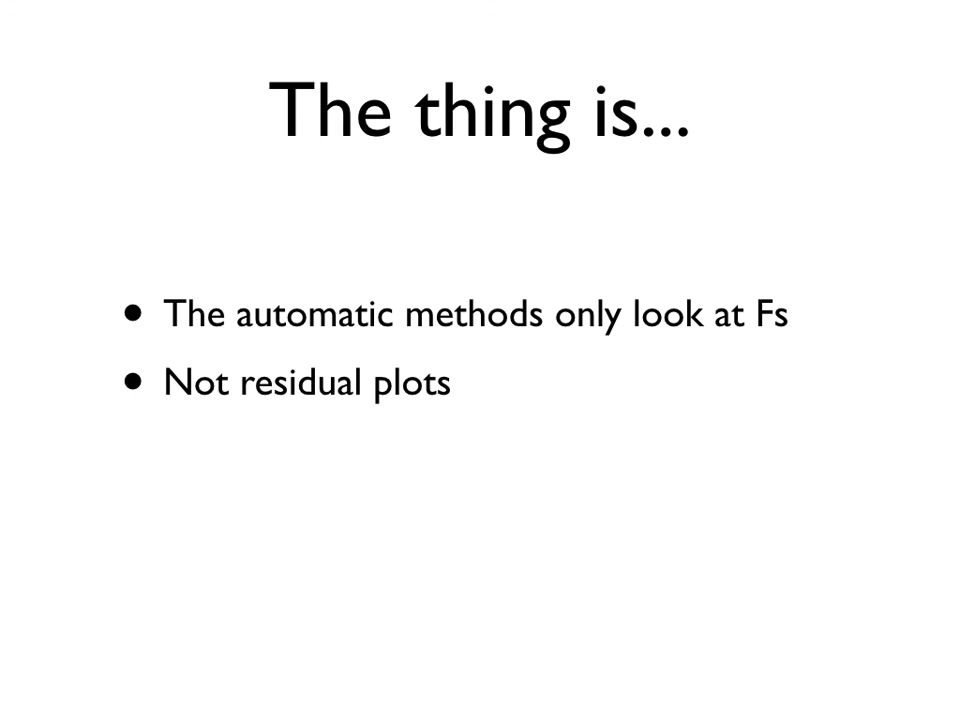 The thing is...
• The automatic methods only look at Fs
• Not residual plots